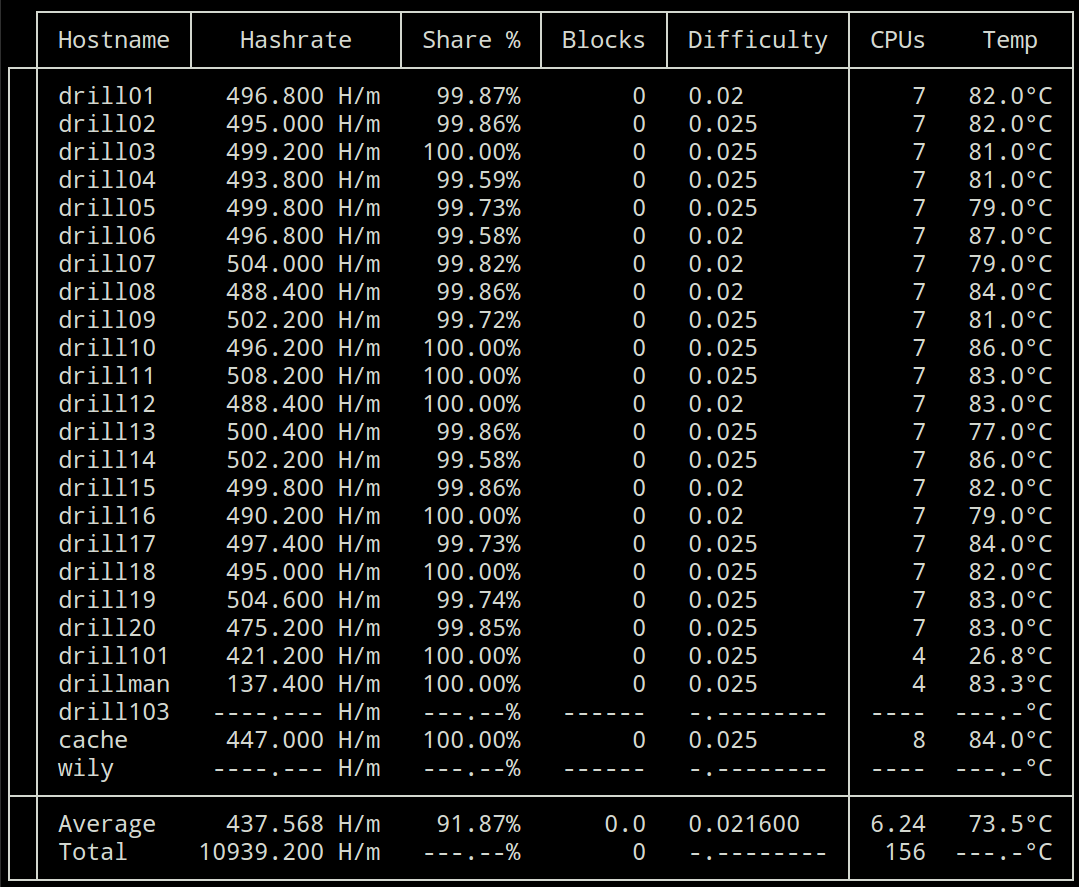 Hostname Hashrate Share % Blocks Difficulty CPUs Temp
drill01 496.800 H/m 99.87% 0 0.02 7 82.0°C
drill02 495.000 H/m 99.86% 0 0.025 7 82.0°C
drill03 499.200 H/m 100.00% 0 0.025 7 81.0°C
drill04 493.800 H/m 99.59% 0 0.025 7 81.0°C
drill05 499.800 H/m 99.73% 0 0.025 7 79.0°C
drill06 496.800 H/m 99.58% 0 0.02 7 87.0°C
drill07 504.000 H/m 99.82% 0 0.02 7 79.0°C
drill08 488.400 H/m 99.86% 0 0.02 7 84.0°C
drill09 502.200 H/m 99.72% 0 0.025 7 81.0°C
drill10 496.200 H/m 100.00% 0 0.025 7 86.0°C
drill11 508.200 H/m 100.00% 0 0.025 7 83.0°C
drill12 488.400 H/m 100.00% 0 0.02 7 83.0°C
drill13 500.400 H/m 99.86% 0 0.025 7 77.0°C
drill14 502.200 H/m 99.58% 0 0.025 7 86.0°C
drill15 499.800 H/m 99.86% 0 0.02 7 82.0°C
drill16 490.200 H/m 100.00% 0 0.02 7 79.0°C
drill17 497.400 H/m 99.73% 0 0.025 7 84.0°C
drill18 495.000 H/m 100.00% 0 0.025 7 82.0°C
drill19 504.600 H/m 99.74% 0 0.025 7 83.0°C
drill20 475.200 H/m 99.85% 0 0.025 7 83.0°C
drill101 421.200 H/m 100.00% 0 0.025 4 26.8°C
drillman 137.400 H/m 100.00% 0 0.025 4 83.3°C
drill103 ----.--- H/m ---.--% ------ -.-------- ---- ---.-°C
cache 447.000 H/m 100.00% 0 0.025 8 84.0°C
wily ----.--- H/m ---.--% ------ -.-------- ---- ---.-°C
Average 437.568 H/m 91.87% 0.0 0.021600 6.24 73.5°C
Total 10939.200 H/m ---.--% 0 -.-------- 156 ---.-°C